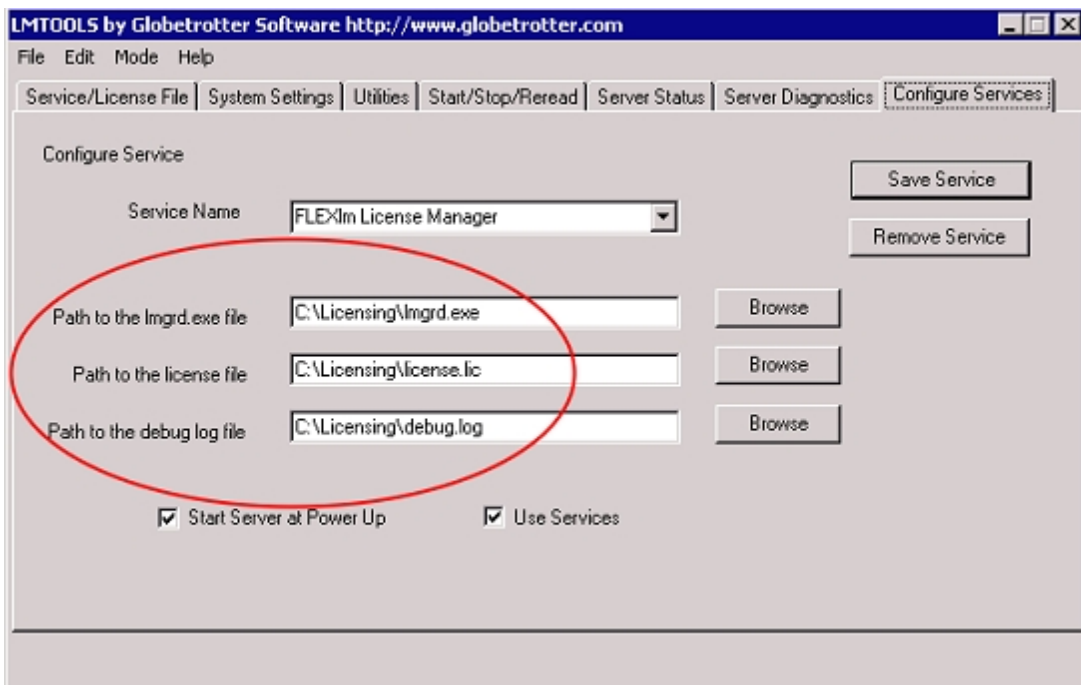 LMTOOLS by Globetrotter Software http://www.globetrotter.com
File Edit Mode Help
Service/License File System Settings Utilities Start/Stop/Reread Server Status Server Diagnostics Configure Services
Configure Service
Save Service
Service Name FLEXlm License Manager
Remove Service
Path to the lmgrd.exe file C:\Licensing\lmgrd.exe Browse
Path to the license file C:\Licensing\license.lic Browse
Path to the debug log file C:\Licensing\debug.log Browse
Start Server at Power Up Use Services